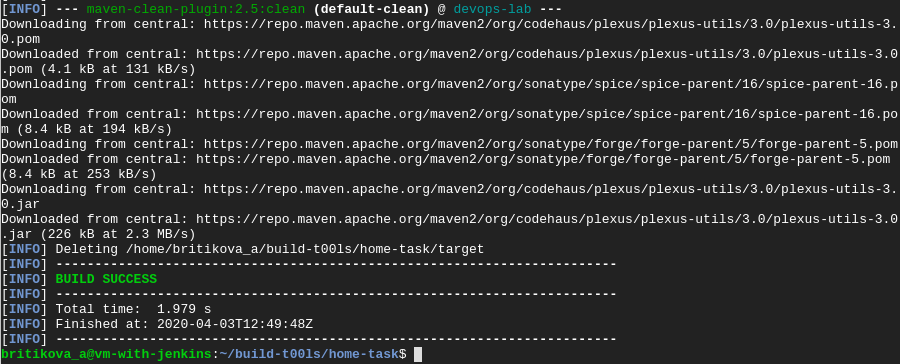 [INFO] --- maven-clean-plugin:2.5:clean (default-clean) @ devops-lab ---
Downloading from central: https://repo.maven.apache.org/maven2/org/codehaus/plexus/plexus-utils/3.0/plexus-utils-3.
0.pom
Downloaded from central: https://repo.maven.apache.org/maven2/org/codehaus/plexus/plexus-utils/3.0/plexus-utils-3.0
.pom (4.1 kB at 131 kB/s)
Downloading from central: https://repo.maven.apache.org/maven2/org/sonatype/spice/spice-parent/16/spice-parent-16.p
om
Downloaded from central: https://repo.maven.apache.org/maven2/org/sonatype/spice/spice-parent/16/spice-parent-16.po
m (8.4 kB at 194 kB/s)
Downloading from central: https://repo.maven.apache.org/maven2/org/sonatype/forge/forge-parent/5/forge-parent-5.pom
Downloaded from central: https://repo.maven.apache.org/maven2/org/sonatype/forge/forge-parent/5/forge-parent-5.pom
(8.4 kB at 253 kB/s)
Downloading from central: https://repo.maven.apache.org/maven2/org/codehaus/plexus/plexus-utils/3.0/plexus-utils-3.
0.jar
Downloaded from central: https://repo.maven.apache.org/maven2/org/codehaus/plexus/plexus-utils/3.0/plexus-utils-3.0
.jar (226 kB at 2.3 MB/s)
[INFO] Deleting /home/britikova_a/build-t00ls/home-task/target
[INFO] ------------------------------------------------------------------------
[INFO] BUILD SUCCESS
[INFO] ------------------------------------------------------------------------
[INFO] Total time:  1.979 s
[INFO] Finished at: 2020-04-03T12:49:48Z
[INFO] ------------------------------------------------------------------------
britikova_a@vm-with-jenkins:~/build-t00ls/home-task$